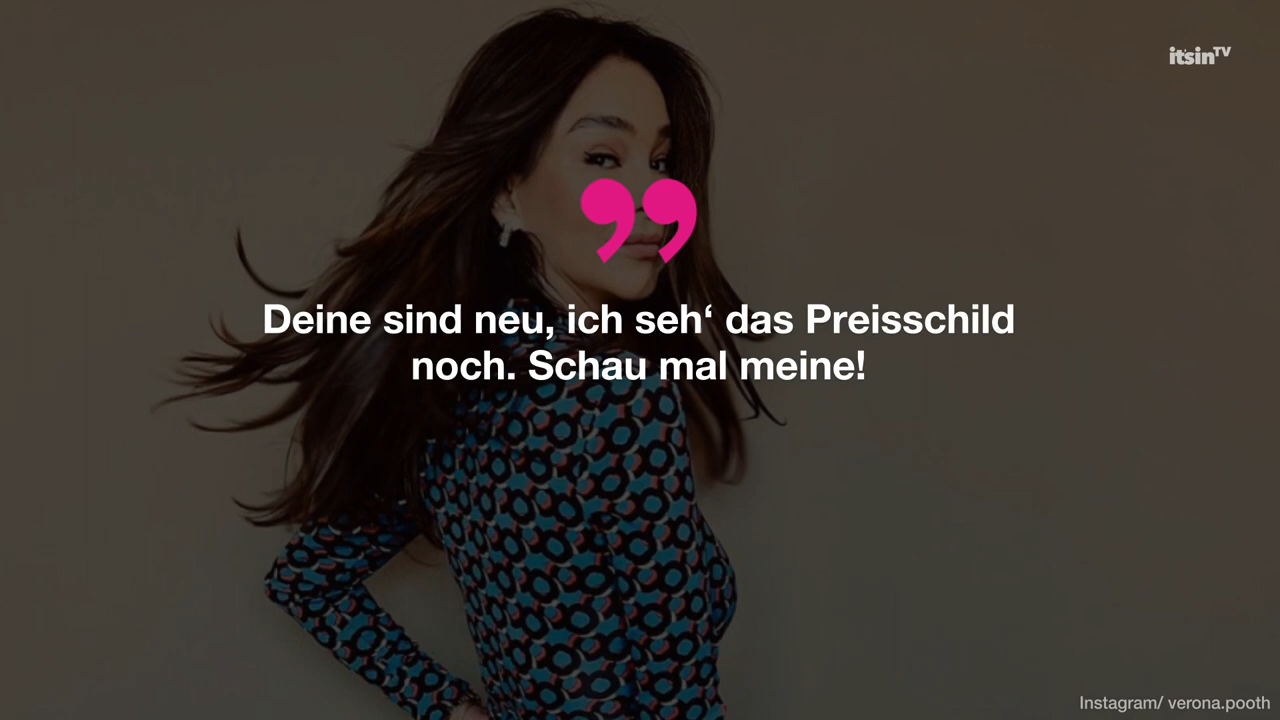 itsinTV
Deine sind neu, ich seh‘ das Preisschild
noch. Schau mal meine!
Instagram/ verona.pooth